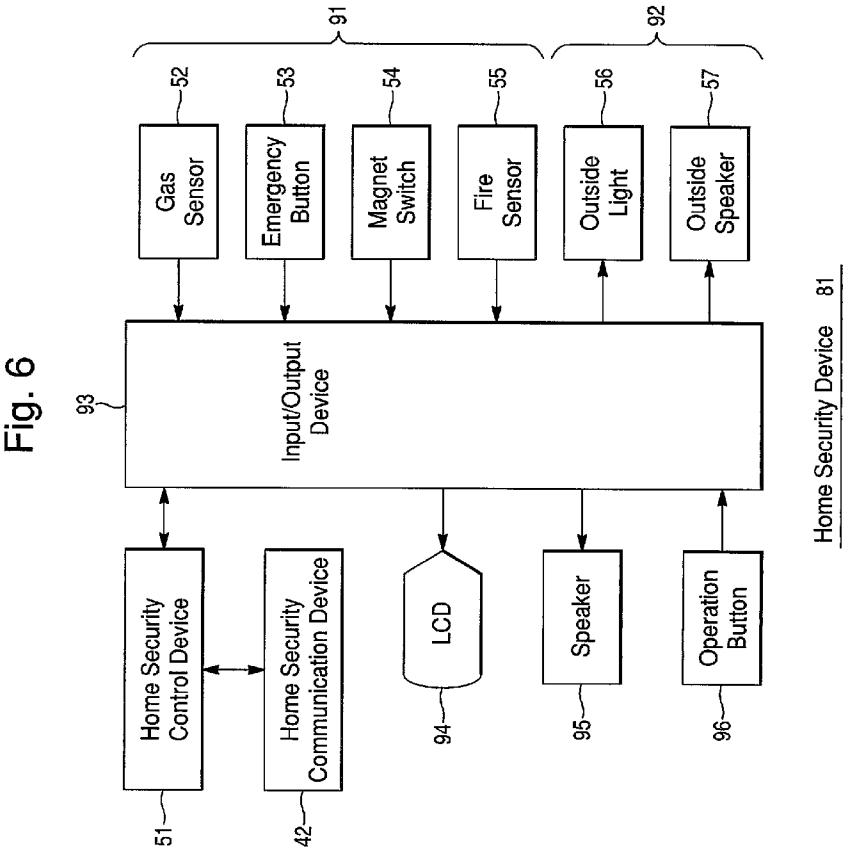 Fig. 6
93
Input/Output
Device
51
Home Security
Control Device
42
Home Security
Communication Device
94
LCD
95
Speaker
96
Operation
Button
52
Gas
Sensor
53
Emergency
Button
54
Magnet
Switch
55
Fire
Sensor
91
56
Outside
Light
57
Outside
Speaker
92
Home Security Device 81